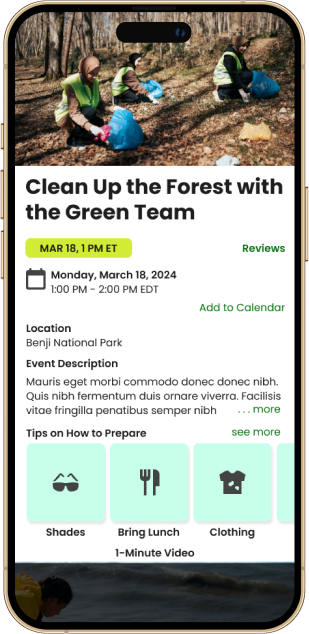 Clean Up the Forest with
the Green Team
MAR 18, 1 PM ET
Reviews
Monday, March 18, 2024
1:00 PM - 2:00 PM EDT
Add to Calendar
Location
Benji National Park
Event Description
Mauris eget morbi commodo donec donec nibh.
Quis nibh fermentum duis ornare viverra. Facilisis
vitae fringilla penatibus semper nibh ... more
Tips on How to Prepare see more
Shades Bring Lunch Clothing
1-Minute Video